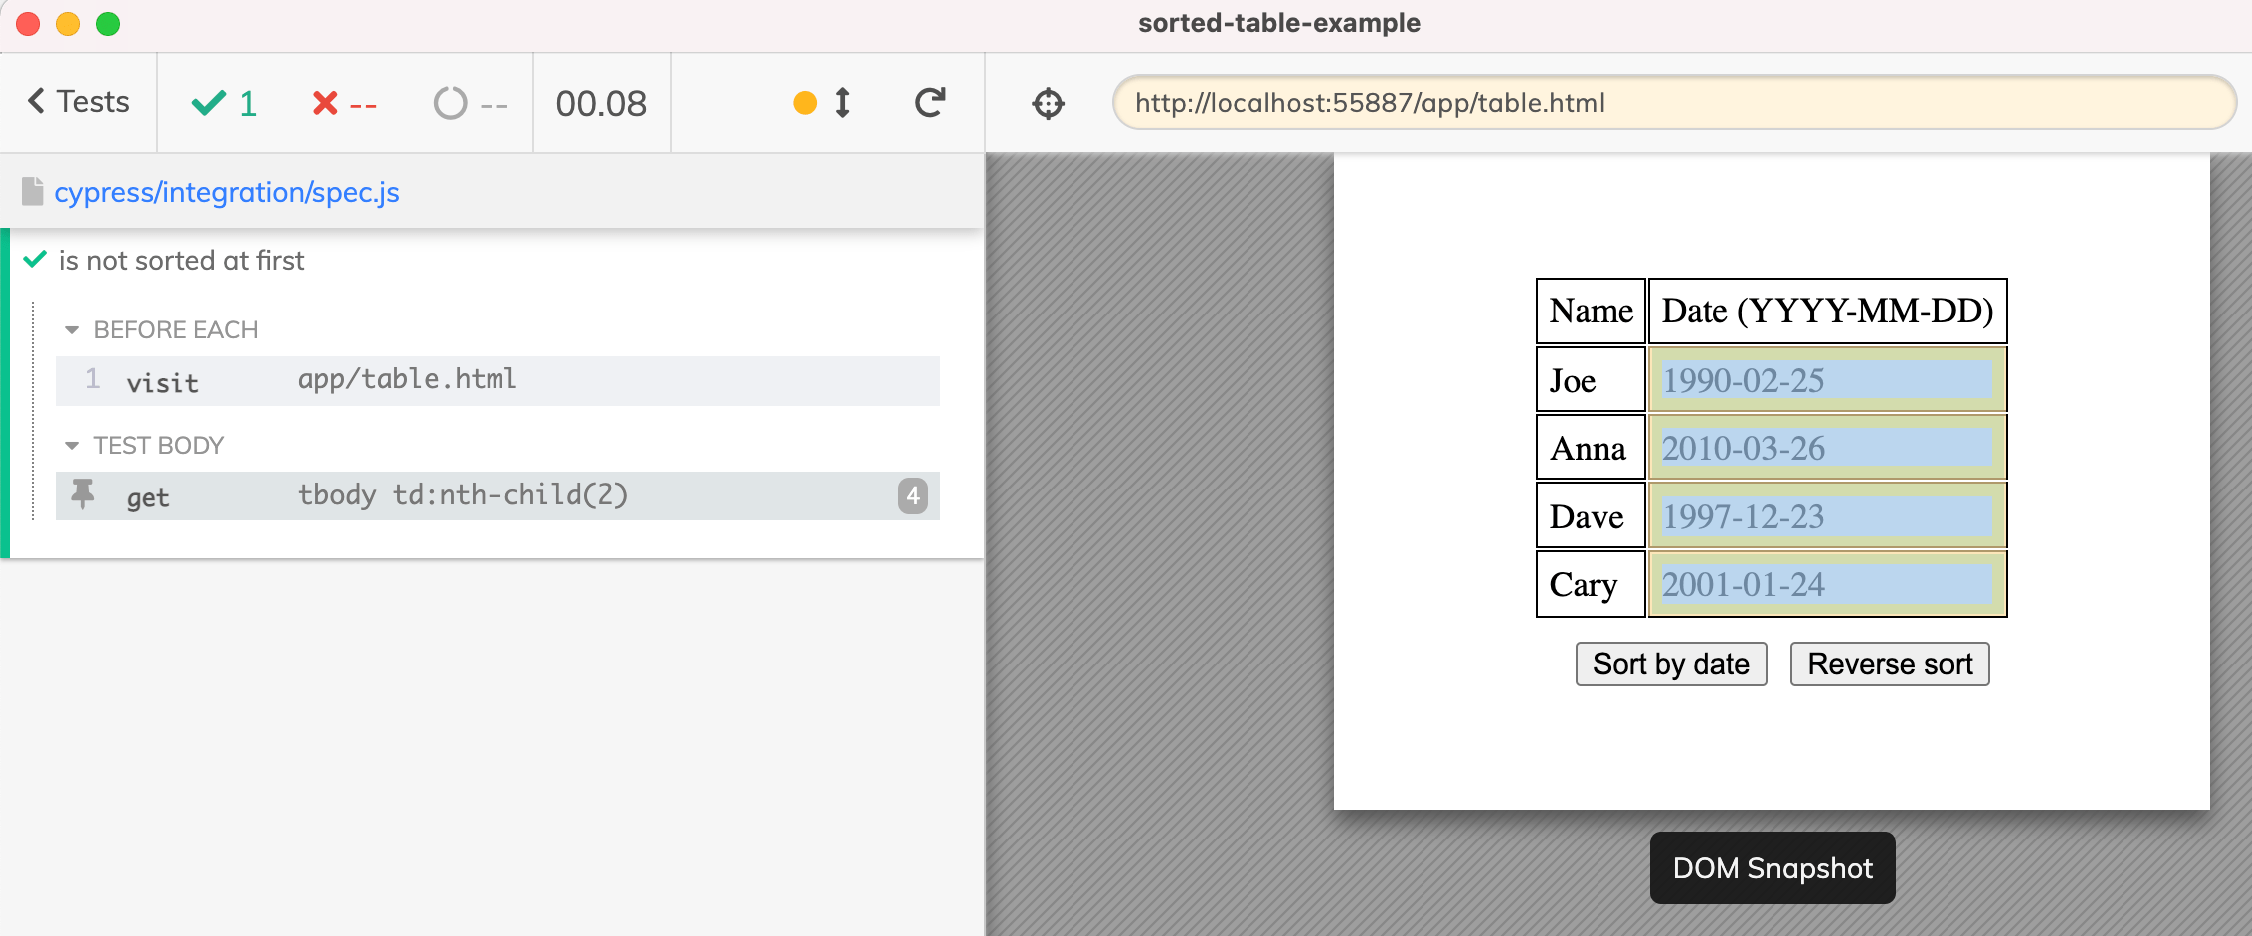 sorted-table-example
Tests 1 -- -- 00.08
http://localhost:55887/app/table.html
cypress/integration/spec.js
is not sorted at first
BEFORE EACH
1 visit app/table.html
TEST BODY
get tbody td:nth-child(2) 4
Name Date (YYYY-MM-DD)
Joe 1990-02-25
Anna 2010-03-26
Dave 1997-12-23
Cary 2001-01-24
Sort by date Reverse sort
DOM Snapshot